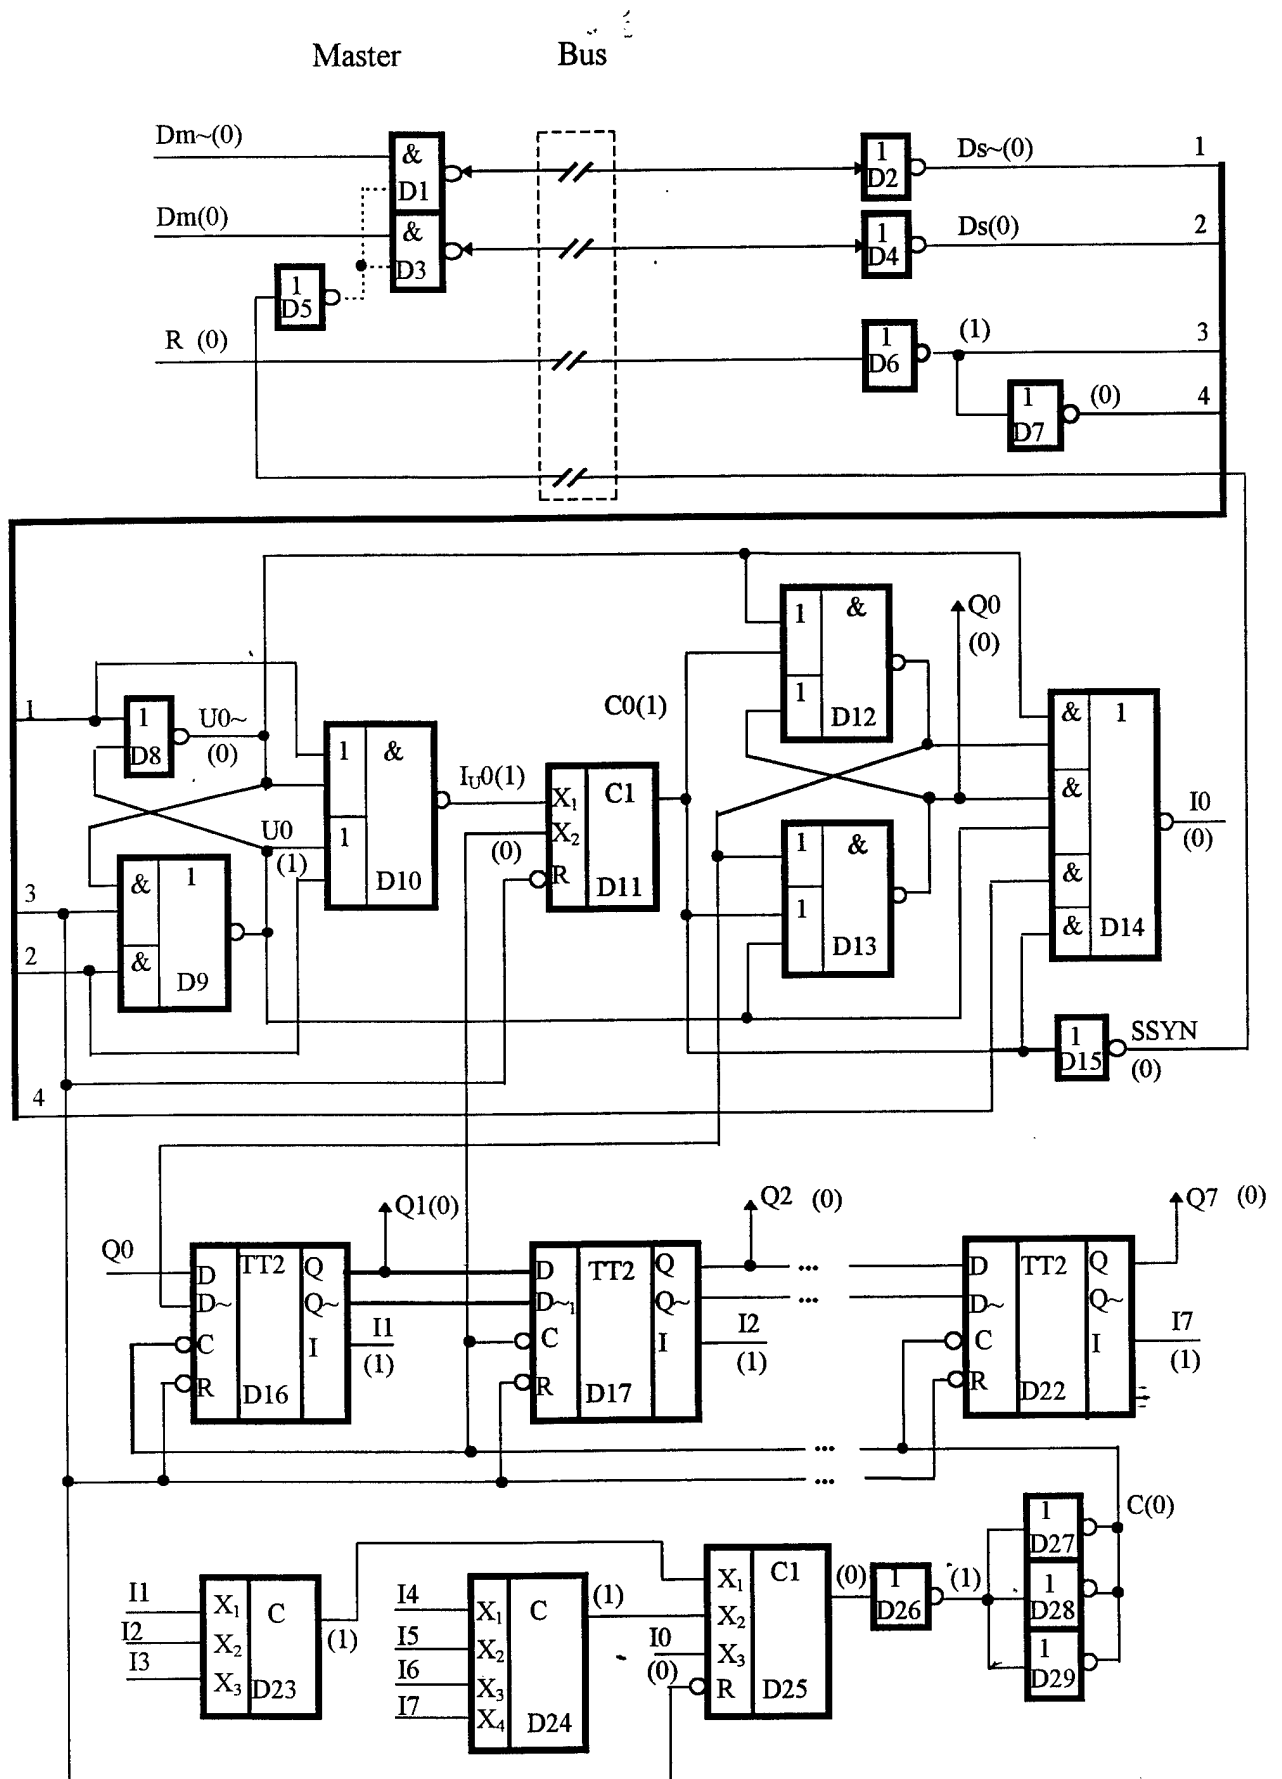 Master Bus
Dm~(0)
&
D1
1
D2
Ds~(0)
1
Dm(0)
&
D3
1
D4
Ds(0)
2
1
D5
R (0)
1
D6
(1)
3
1
D7
(0)
4
1
1
D8
U0~
(0)
1
&
1
D10
IU0(1)
U0
(1)
3
2
&
1
&
D9
X1
X2
R
C1
D11
(0)
C0(1)
1
&
1
D12
Q0
(0)
1
&
1
D13
&
1
&
&
&
D14
I0
(0)
1
D15
SSYN
(0)
4
Q0
D
D~
C
R
TT2
D16
Q
Q~
I
Q1(0)
I1
(1)
D
D~1
C
R
TT2
D17
Q
Q~
I
Q2 (0)
I2
(1)
...
...
D
D~
C
R
TT2
D22
Q
Q~
I
Q7 (0)
I7
(1)
...
...
I1
I2
I3
X1
X2
X3
C
D23
(1)
I4
I5
I6
I7
X1
X2
X3
X4
C
D24
(1)
I0
(0)
X1
X2
X3
R
C1
D25
(0)
1
D26
(1)
1
D27
1
D28
1
D29
C(0)